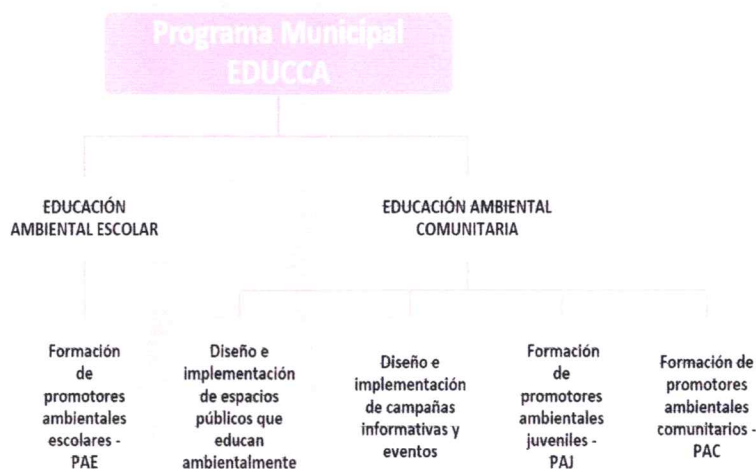 Programa Municipal
EDUCCA
EDUCACIÓN
AMBIENTAL ESCOLAR
EDUCACIÓN AMBIENTAL
COMUNITARIA
Formación
de
promotores
ambientales
escolares -
PAE
Diseño e
implementación
de espacios
públicos que
educan
ambientalmente
Diseño e
implementación
de campañas
informativas y
eventos
Formación
de
promotores
ambientales
juveniles -
PAJ
Formación de
promotores
ambientales
comunitarios -
PAC